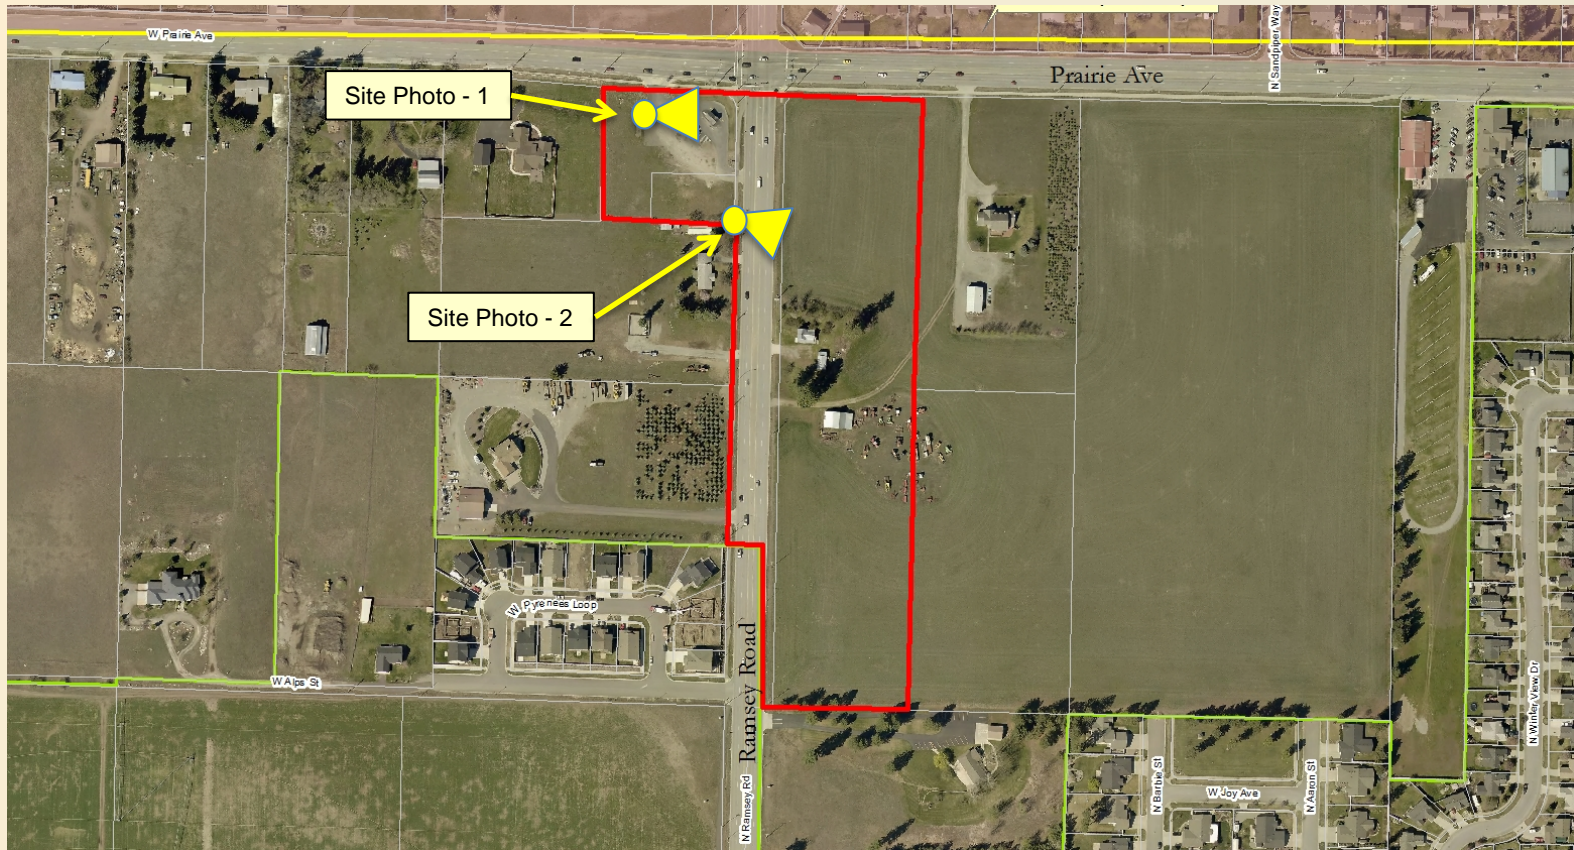 W Prairie Ave
Prairie Ave
N Sandpiper Way
Site Photo - 1
Site Photo - 2
W Pyrenees Loop
W Alps St
Ramsey Road
N Ramsey Rd
N Barbie St
W Joy Ave
N Aaron St
N Winter View Dr